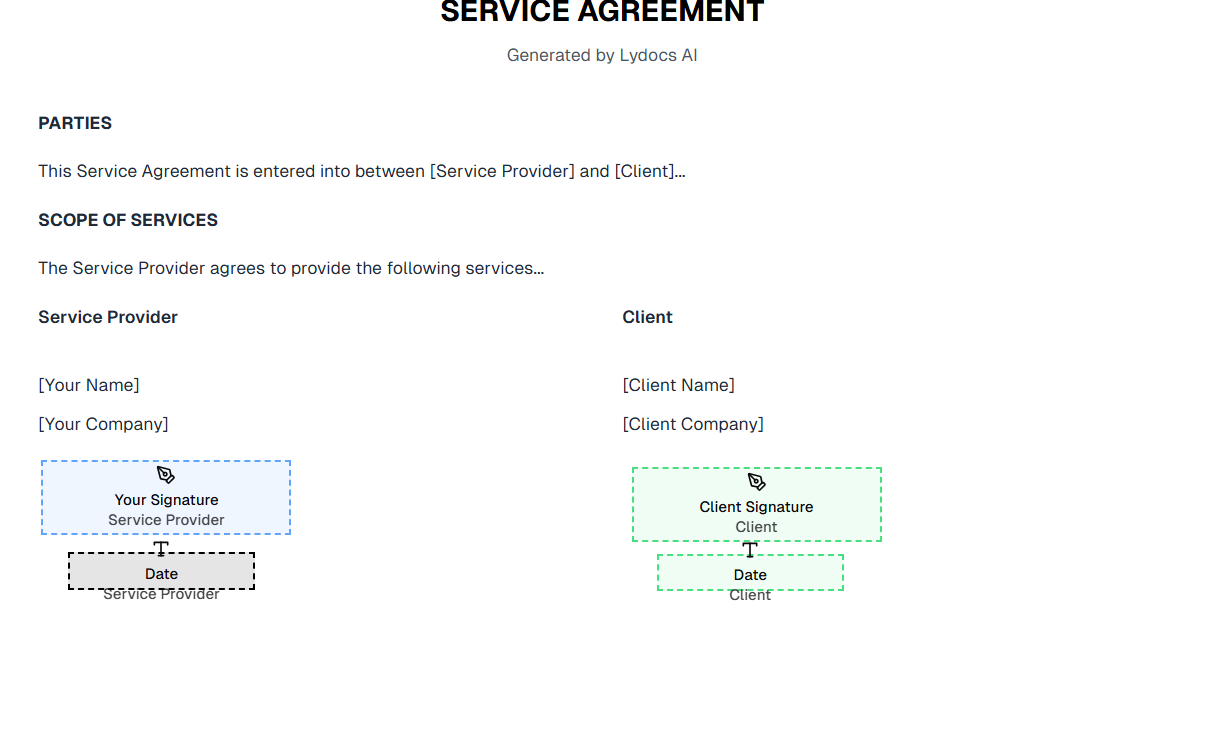 SERVICE AGREEMENT
Generated by Lydocs AI
PARTIES
This Service Agreement is entered into between [Service Provider] and [Client]...
SCOPE OF SERVICES
The Service Provider agrees to provide the following services...
Service Provider
[Your Name]
[Your Company]
Your Signature
Service Provider
Date
Service Provider
Client
[Client Name]
[Client Company]
Client Signature
Client
Date
Client